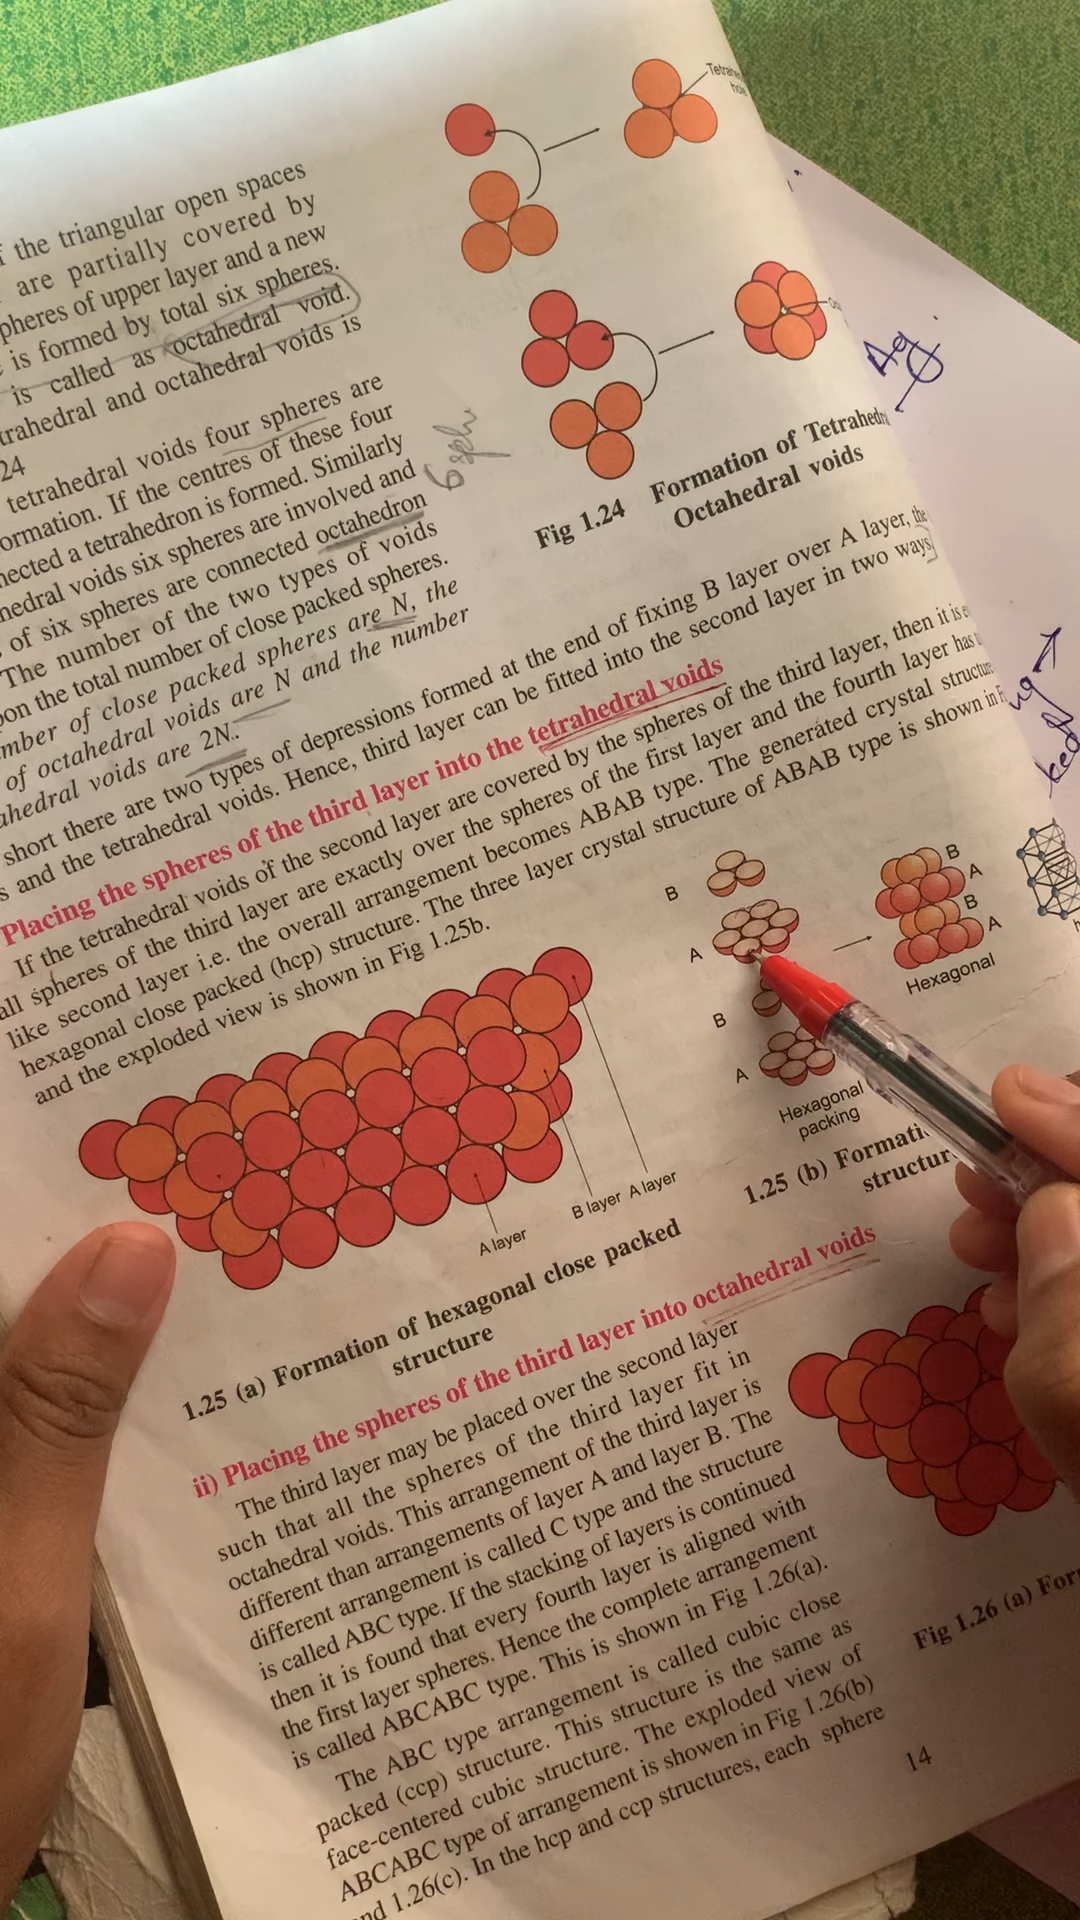 f the triangular open spaces
are partially covered by
pheres of upper layer and a new
is formed by total six spheres.
is called as octahedral void.
trahedral and octahedral voids is
24
tetrahedral voids four spheres are
ormation. If the centres of these four
nected a tetrahedron is formed. Similarly
hedral voids six spheres are involved and
of six spheres are connected octahedron
The number of the two types of voids
pon the total number of close packed spheres.
mber of close packed spheres are N, the
of octahedral voids are N and the number
ahedral voids are 2N.
6 sph
hole
Fig 1.24 Formation of Tetrahedr
Octahedral voids
short there are two types of depressions formed at the end of fixing B layer over A layer, the
s and the tetrahedral voids. Hence, third layer can be fitted into the second layer in two ways.
Placing the spheres of the third layer into the tetrahedral voids
If the tetrahedral voids of the second layer are covered by the spheres of the third layer, then it is
all spheres of the third layer are exactly over the spheres of the first layer and the fourth layer has
like second layer i.e. the overall arrangement becomes ABAB type. The generated crystal structure
hexagonal close packed (hcp) structure. The three layer crystal structure of ABAB type is shown in F
and the exploded view is shown in Fig 1.25b.
B
A
B
A
B
A
B
A
Hexagonal
Hexagonal
packing
A layer
B layer
A layer
1.25 (a) Formation of hexagonal close packed
structure
1.25 (b) Formati
structur
ii) Placing the spheres of the third layer into octahedral voids
The third layer may be placed over the second layer
such that all the spheres of the third layer fit in
octahedral voids. This arrangement of the third layer is
different than arrangements of layer A and layer B. The
different arrangement is called C type and the structure
is called ABC type. If the stacking of layers is continued
then it is found that every fourth layer is aligned with
the first layer spheres. Hence the complete arrangement
is called ABCABC type. This is shown in Fig 1.26(a).
The ABC type arrangement is called cubic close
packed (ccp) structure. This structure is the same as
face-centered cubic structure. The exploded view of
ABCABC type of arrangement is showen in Fig 1.26(b)
nd 1.26(c). In the hcp and ccp structures, each sphere
Fig 1.26 (a) For
14
Ag